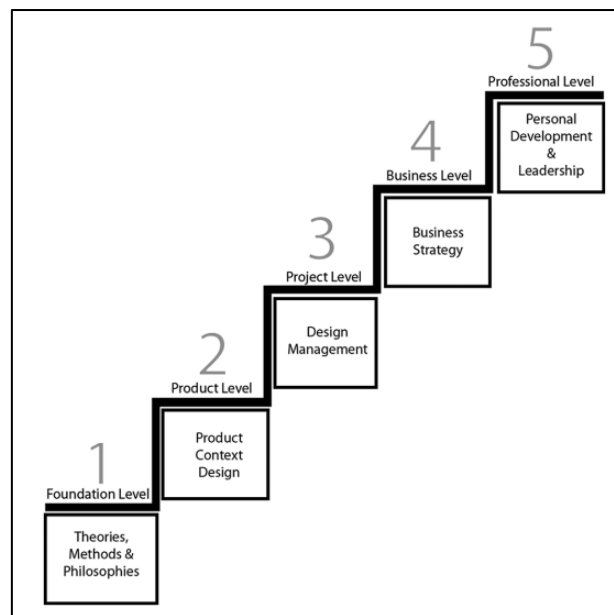 5
Professional Level
Personal
Development
&
Leadership
4
Business Level
Business
Strategy
3
Project Level
Design
Management
2
Product Level
Product
Context
Design
1
Foundation Level
Theories,
Methods &
Philosophies